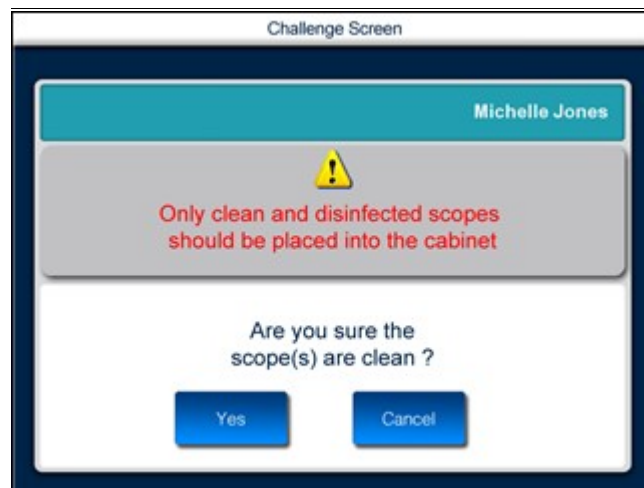 Challenge Screen
Michelle Jones
Only clean and disinfected scopes
should be placed into the cabinet
Are you sure the
scope(s) are clean ?
Yes
Cancel